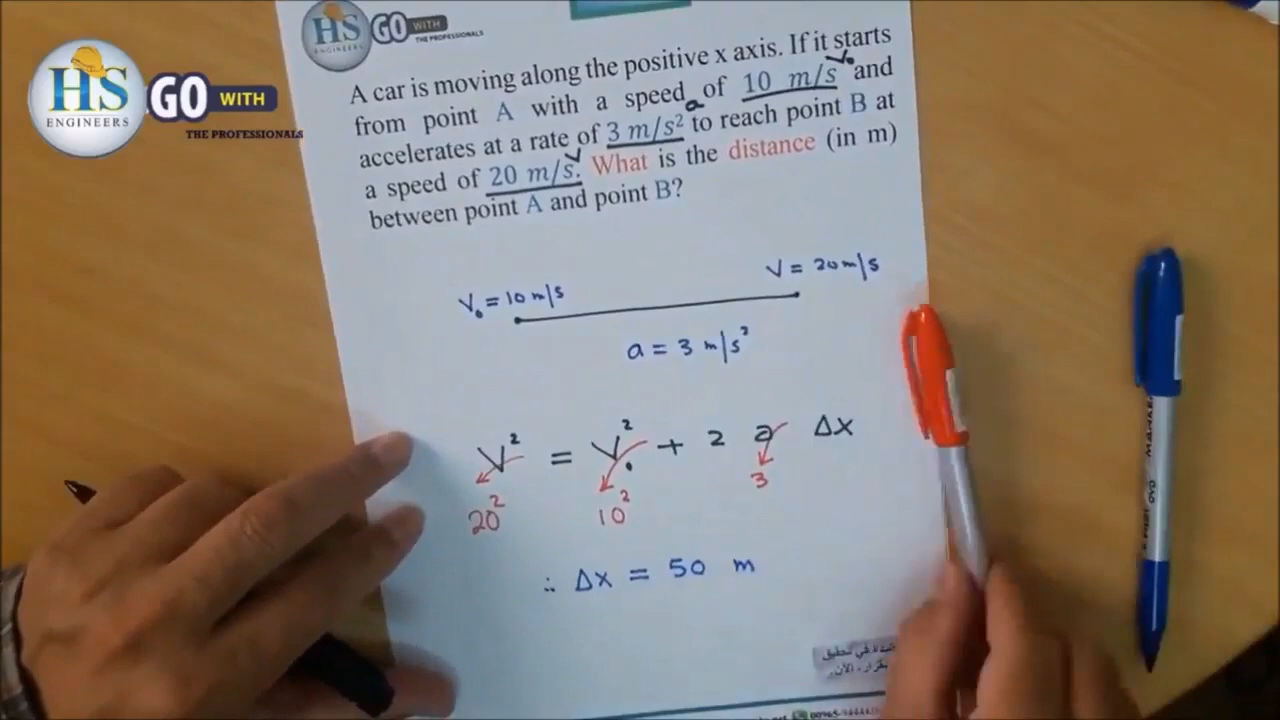 HS
ENGINEERS
GO WITH
THE PROFESSIONALS
HS
ENGINEERS
GO WITH
THE PROFESSIONALS
A car is moving along the positive x axis. If it starts
from point A with a speed of 10 m/s and
accelerates at a rate of 3 m/s² to reach point B at
a speed of 20 m/s. What is the distance (in m)
between point A and point B?
V₀
a
V
V₀ = 10 m/s
V = 20 m/s
a = 3 m/s²
V² = V₀² + 2 a Δx
20² 10² 3
∴ Δx = 50 m